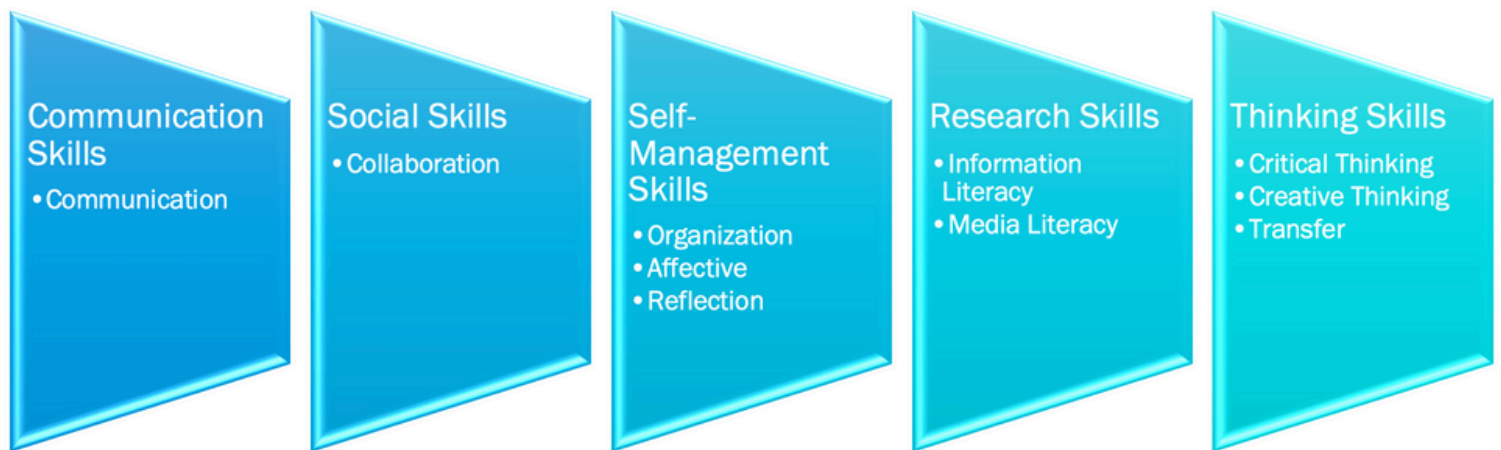 Communication
Skills
•Communication
Social Skills
•Collaboration
Self-
Management
Skills
•Organization
•Affective
•Reflection
Research Skills
•Information
Literacy
•Media Literacy
Thinking Skills
•Critical Thinking
•Creative Thinking
•Transfer